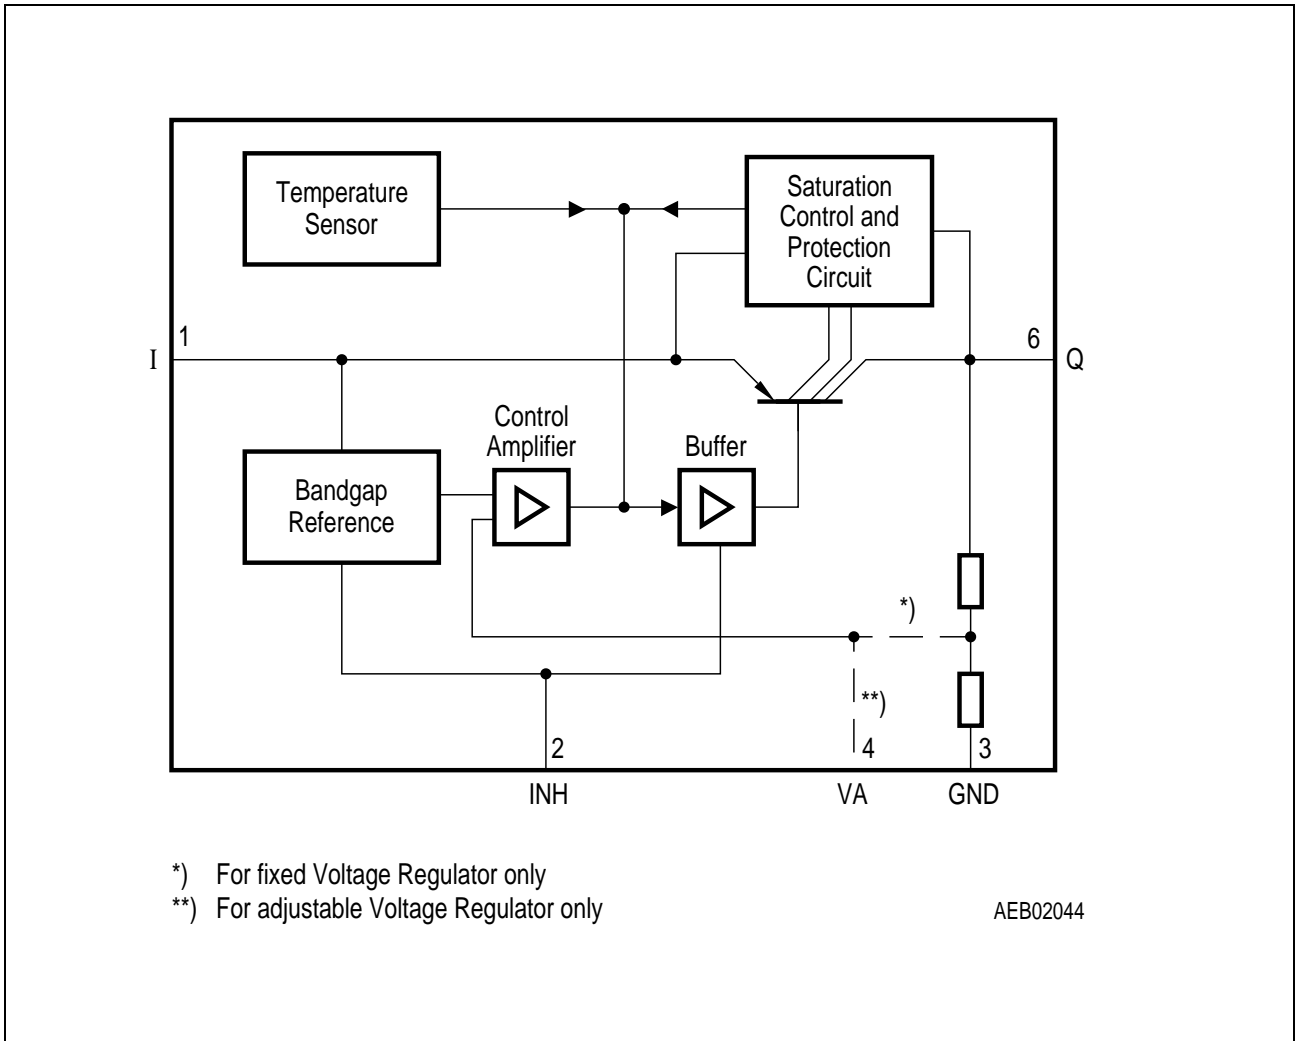 Temperature
Sensor
Saturation
Control and
Protection
Circuit
1
I
6
Q
Control
Amplifier
Buffer
Bandgap
Reference
*)
**)
2
4
3
INH
VA
GND
*) For fixed Voltage Regulator only
**) For adjustable Voltage Regulator only
AEB02044